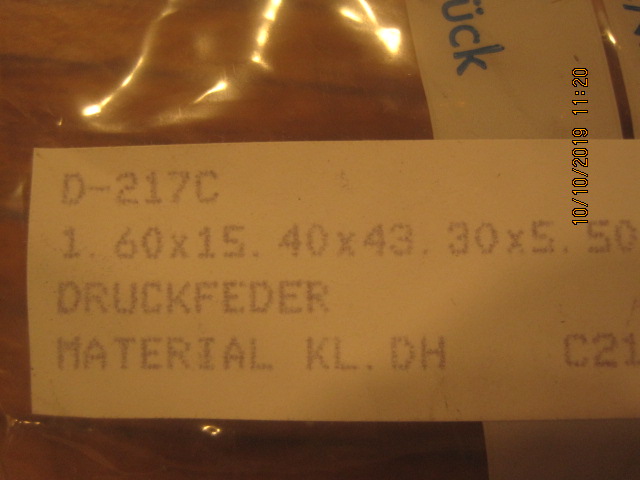 ück
10/10/2019 11:20
D-217C
1.60x15.40x43.30x5.50
DRUCKFEDER
MATERIAL KL.DH C21